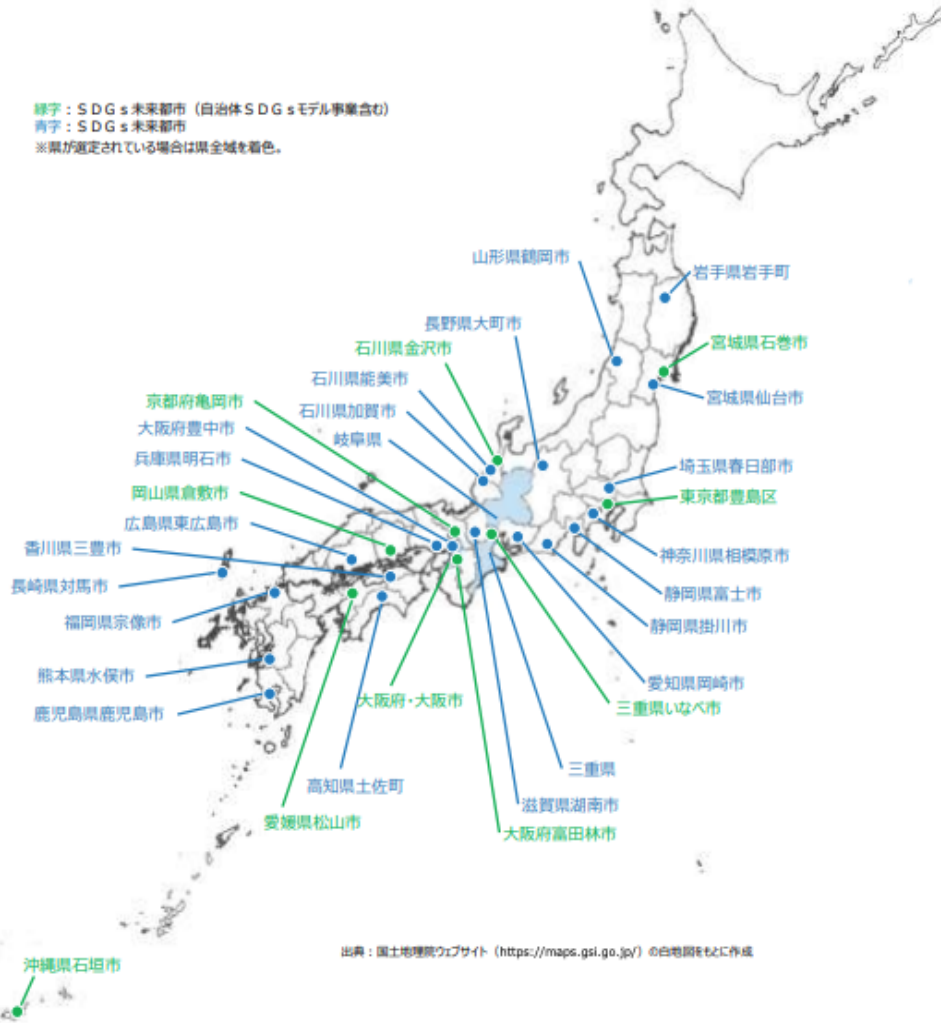 緑字：ＳＤＧｓ未来都市（自治体ＳＤＧｓモデル事業含む）
青字：ＳＤＧｓ未来都市
※県が選定されている場合は県全域を着色。
山形県鶴岡市
岩手県岩手町
長野県大町市
石川県金沢市
宮城県石巻市
石川県能美市
京都府亀岡市
石川県加賀市
宮城県仙台市
大阪府豊中市
岐阜県
兵庫県明石市
埼玉県春日部市
岡山県倉敷市
東京都豊島区
広島県東広島市
香川県三豊市
神奈川県相模原市
長崎県対馬市
静岡県富士市
福岡県宗像市
静岡県掛川市
熊本県水俣市
愛知県岡崎市
大阪府・大阪市
三重県いなべ市
鹿児島県鹿児島市
三重県
高知県土佐町
滋賀県湖南市
愛媛県松山市
大阪府富田林市
出典：国土地理院ウェブサイト（https://maps.gsi.go.jp/）の白地図をもとに作成
沖縄県石垣市